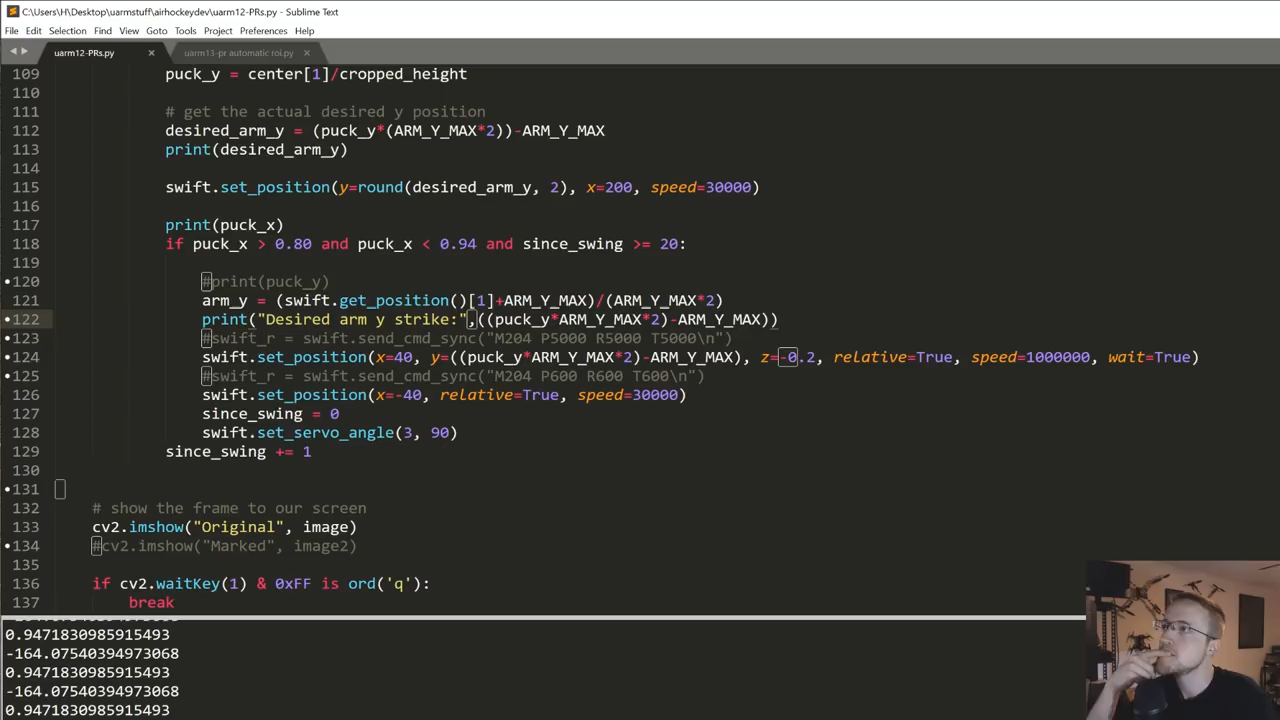 C:\Users\H\Desktop\uarmstuff\airhockeydev\uarm12-PRs.py - Sublime Text
File Edit Selection Find View Goto Tools Project Preferences Help
uarm12-PRs.py × uarm13-pr automatic roi.py ×
109 puck_y = center[1]/cropped_height
110
111 # get the actual desired y position
112 desired_arm_y = (puck_y*(ARM_Y_MAX*2))-ARM_Y_MAX
113 print(desired_arm_y)
114
115 swift.set_position(y=round(desired_arm_y, 2), x=200, speed=30000)
116
117 print(puck_x)
118 if puck_x > 0.80 and puck_x < 0.94 and since_swing >= 20:
119
120 #print(puck_y)
121 arm_y = (swift.get_position()[1]+ARM_Y_MAX)/(ARM_Y_MAX*2)
122 print("Desired arm y strike:",((puck_y*ARM_Y_MAX*2)-ARM_Y_MAX))
123 #swift_r = swift.send_cmd_sync("M204 P5000 R5000 T5000\n")
124 swift.set_position(x=40, y=((puck_y*ARM_Y_MAX*2)-ARM_Y_MAX), z=-0.2, relative=True, speed=1000000, wait=True)
125 #swift_r = swift.send_cmd_sync("M204 P600 R600 T600\n")
126 swift.set_position(x=-40, relative=True, speed=30000)
127 since_swing = 0
128 swift.set_servo_angle(3, 90)
129 since_swing += 1
130
131
132 # show the frame to our screen
133 cv2.imshow("Original", image)
134 #cv2.imshow("Marked", image2)
135
136 if cv2.waitKey(1) & 0xFF is ord('q'):
137 break
0.9471830985915493
-164.07540394973068
0.9471830985915493
-164.07540394973068
0.9471830985915493